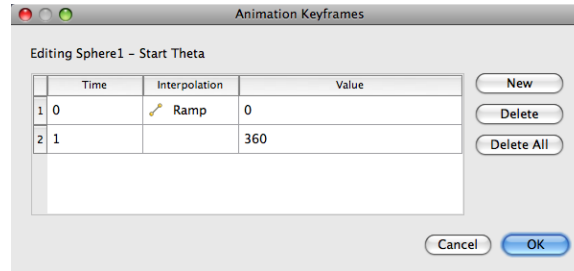 Animation Keyframes
Editing Sphere1 – Start Theta
Time Interpolation Value
1 0 Ramp 0
2 1 360
New
Delete
Delete All
Cancel OK